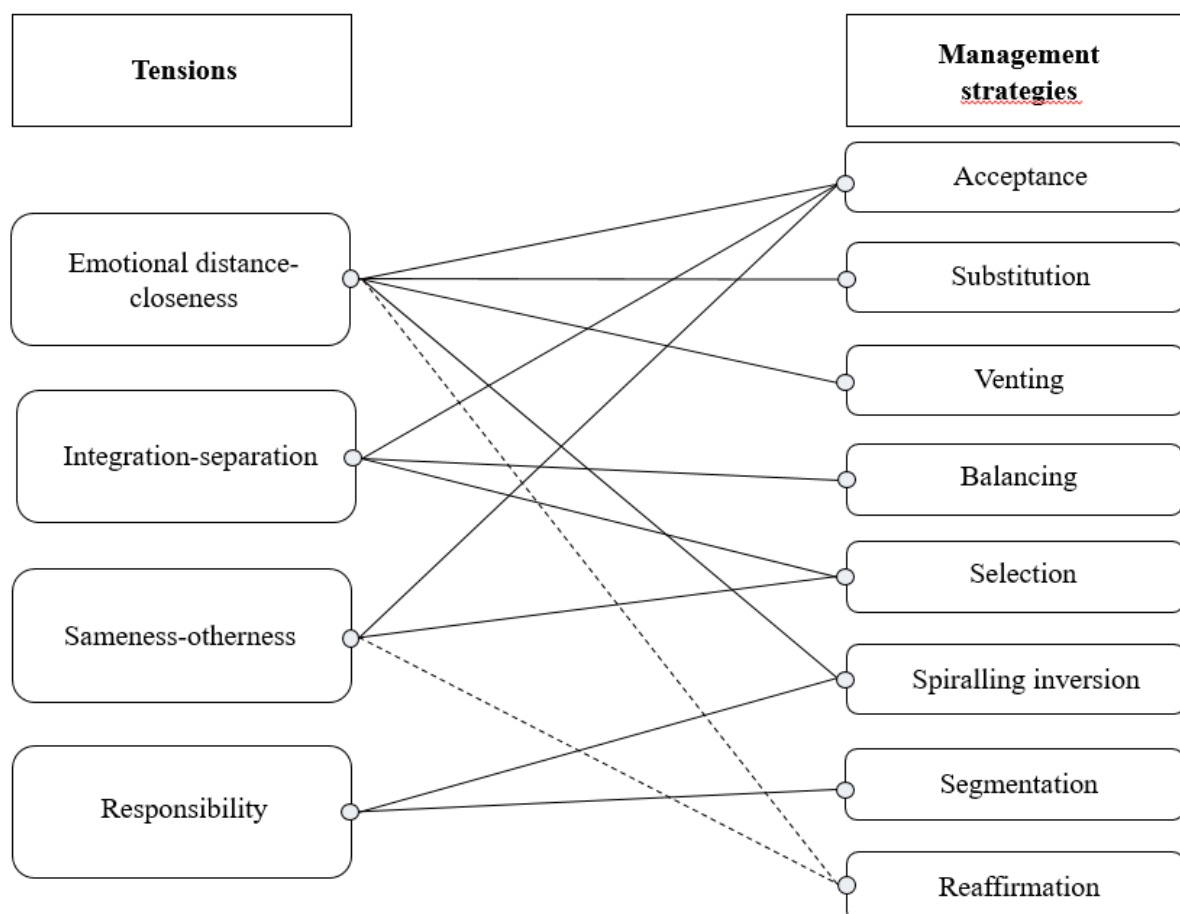 Tensions
Management
strategies
Acceptance
Emotional distance-
closeness
Substitution
Venting
Integration-separation
Balancing
Selection
Sameness-otherness
Spiralling inversion
Responsibility
Segmentation
Reaffirmation